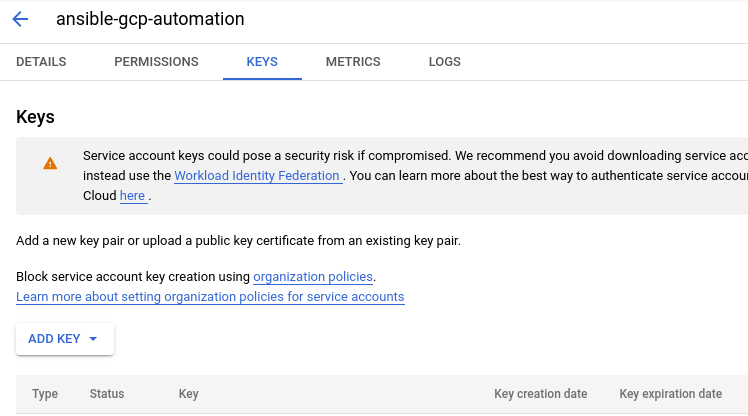 ansible-gcp-automation
DETAILS PERMISSIONS KEYS METRICS LOGS
Keys
Service account keys could pose a security risk if compromised. We recommend you avoid downloading service acc
instead use the Workload Identity Federation . You can learn more about the best way to authenticate service accou
Cloud here .
Add a new key pair or upload a public key certificate from an existing key pair.
Block service account key creation using organization policies.
Learn more about setting organization policies for service accounts
ADD KEY
Type Status Key Key creation date Key expiration date